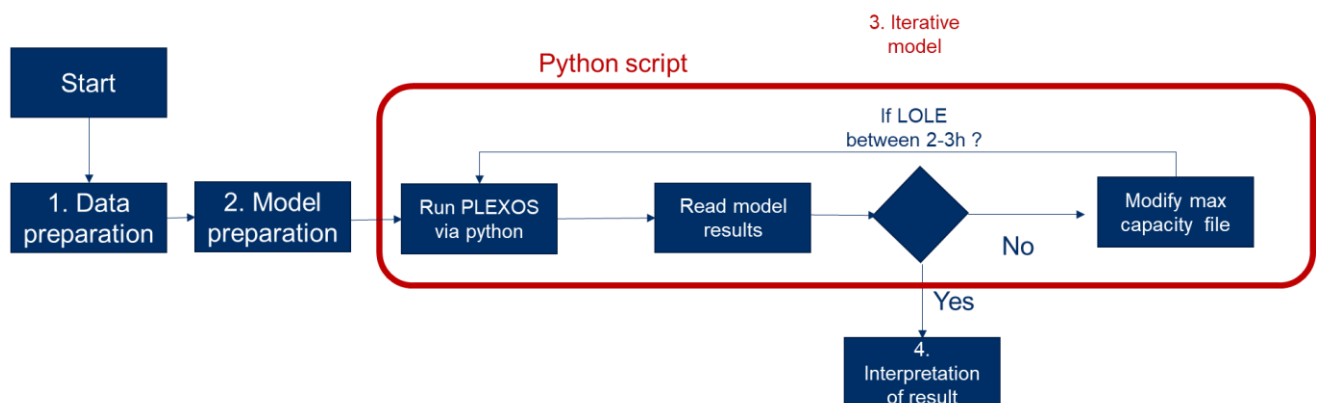 3. Iterative
model
Python script
Start
If LOLE
between 2-3h ?
1. Data
preparation
2. Model
preparation
Run PLEXOS
via python
Read model
results
Modify max
capacity file
No
Yes
4.
Interpretation
of result